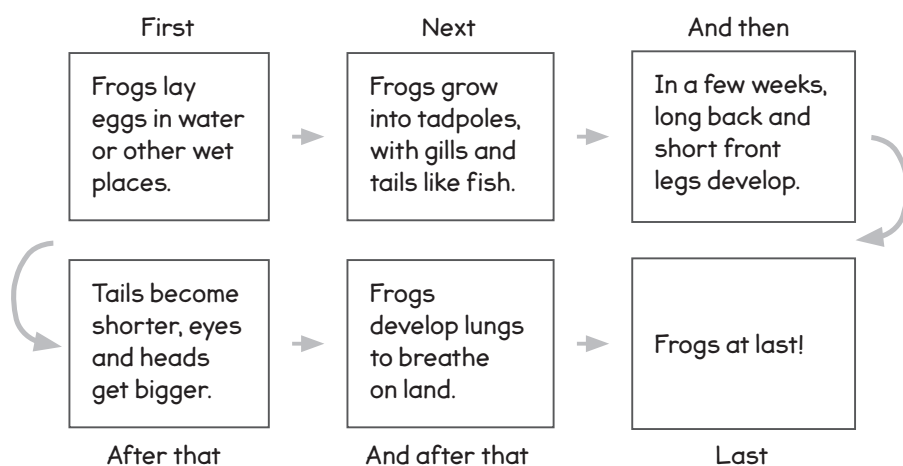 First
Frogs lay
eggs in water
or other wet
places.
Next
Frogs grow
into tadpoles,
with gills and
tails like fish.
And then
In a few weeks,
long back and
short front
legs develop.
Tails become
shorter, eyes
and heads
get bigger.
After that
Frogs
develop lungs
to breathe
on land.
And after that
Frogs at last!
Last